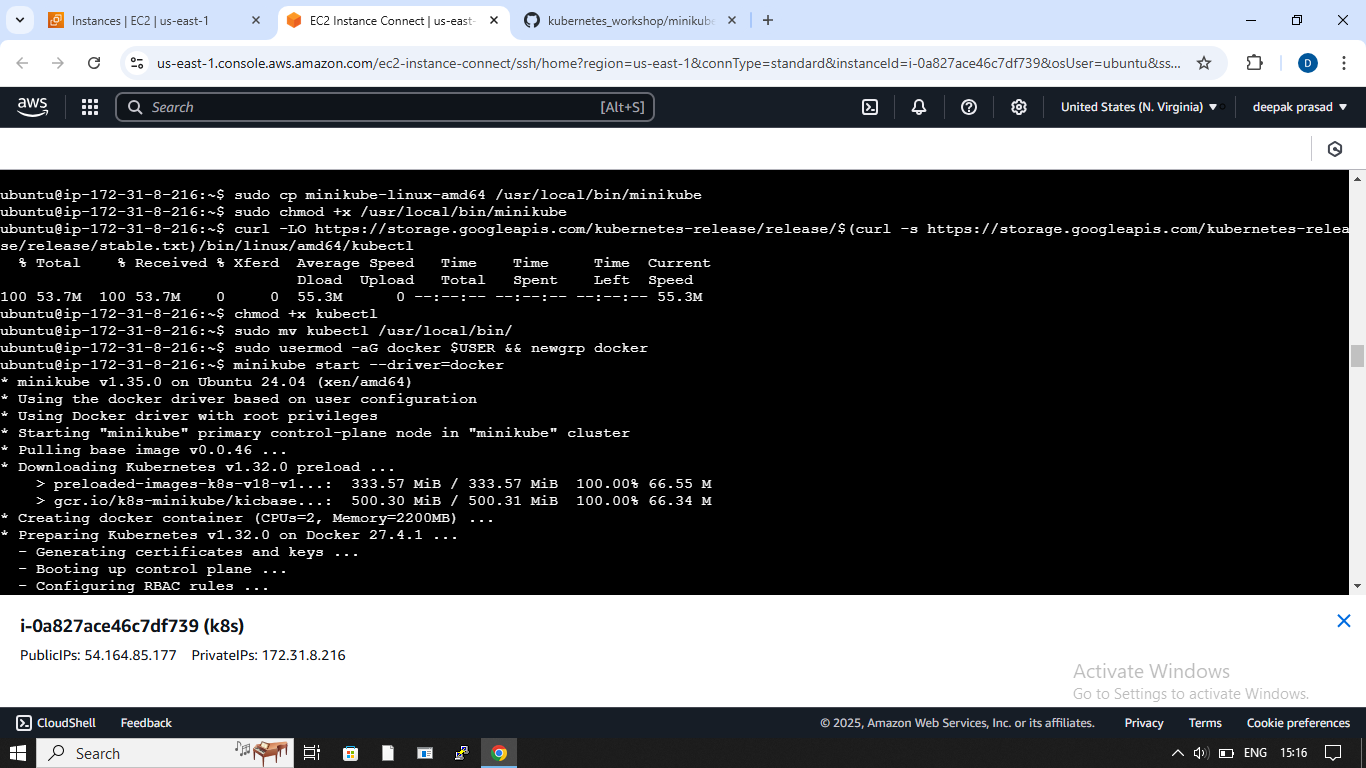 Instances | EC2 | us-east-1
EC2 Instance Connect | us-east-
kubernetes_workshop/minikube
us-east-1.console.aws.amazon.com/ec2-instance-connect/ssh/home?region=us-east-1&connType=standard&instanceId=i-0a827ace46c7df739&osUser=ubuntu&ss...
D
aws
Search
[Alt+S]
United States (N. Virginia) ▼
deepak prasad ▼
ubuntu@ip-172-31-8-216:~$ sudo cp minikube-linux-amd64 /usr/local/bin/minikube
ubuntu@ip-172-31-8-216:~$ sudo chmod +x /usr/local/bin/minikube
ubuntu@ip-172-31-8-216:~$ curl -LO https://storage.googleapis.com/kubernetes-release/release/$(curl -s https://storage.googleapis.com/kubernetes-relea
se/release/stable.txt)/bin/linux/amd64/kubectl
  % Total    % Received % Xferd  Average Speed   Time    Time     Time  Current
                                 Dload  Upload   Total   Spent    Left  Speed
100 53.7M  100 53.7M    0     0  55.3M      0 --:--:-- --:--:-- --:--:-- 55.3M
ubuntu@ip-172-31-8-216:~$ chmod +x kubectl
ubuntu@ip-172-31-8-216:~$ sudo mv kubectl /usr/local/bin/
ubuntu@ip-172-31-8-216:~$ sudo usermod -aG docker $USER && newgrp docker
ubuntu@ip-172-31-8-216:~$ minikube start --driver=docker
* minikube v1.35.0 on Ubuntu 24.04 (xen/amd64)
* Using the docker driver based on user configuration
* Using Docker driver with root privileges
* Starting "minikube" primary control-plane node in "minikube" cluster
* Pulling base image v0.0.46 ...
* Downloading Kubernetes v1.32.0 preload ...
    > preloaded-images-k8s-v18-v1...:  333.57 MiB / 333.57 MiB  100.00% 66.55 M
    > gcr.io/k8s-minikube/kicbase...:  500.30 MiB / 500.31 MiB  100.00% 66.34 M
* Creating docker container (CPUs=2, Memory=2200MB) ...
* Preparing Kubernetes v1.32.0 on Docker 27.4.1 ...
  - Generating certificates and keys ...
  - Booting up control plane ...
  - Configuring RBAC rules ...
i-0a827ace46c7df739 (k8s)
PublicIPs: 54.164.85.177 PrivateIPs: 172.31.8.216
Activate Windows
Go to Settings to activate Windows.
CloudShell
Feedback
© 2025, Amazon Web Services, Inc. or its affiliates.
Privacy
Terms
Cookie preferences
Search
ENG
15:16